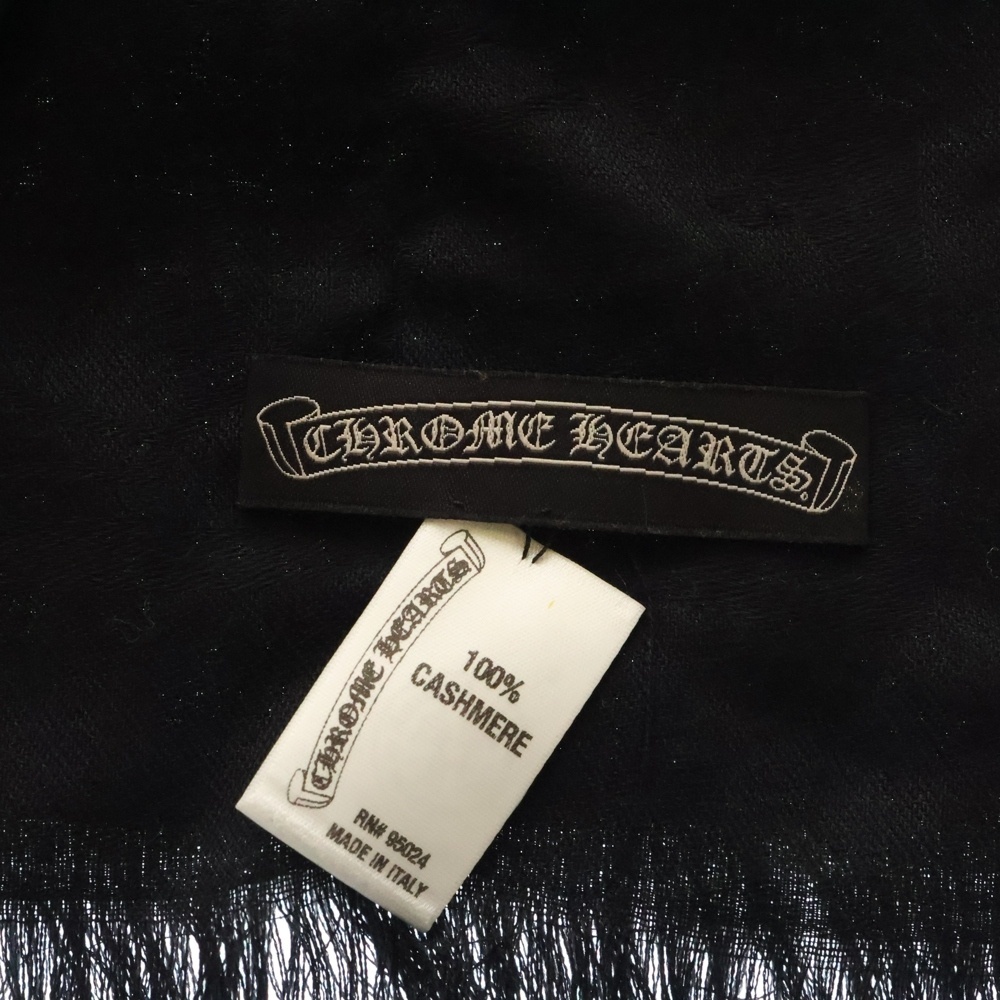 CHROME HEARTS
CHROME HEARTS
100%
CASHMERE
RN# 95024
MADE IN ITALY